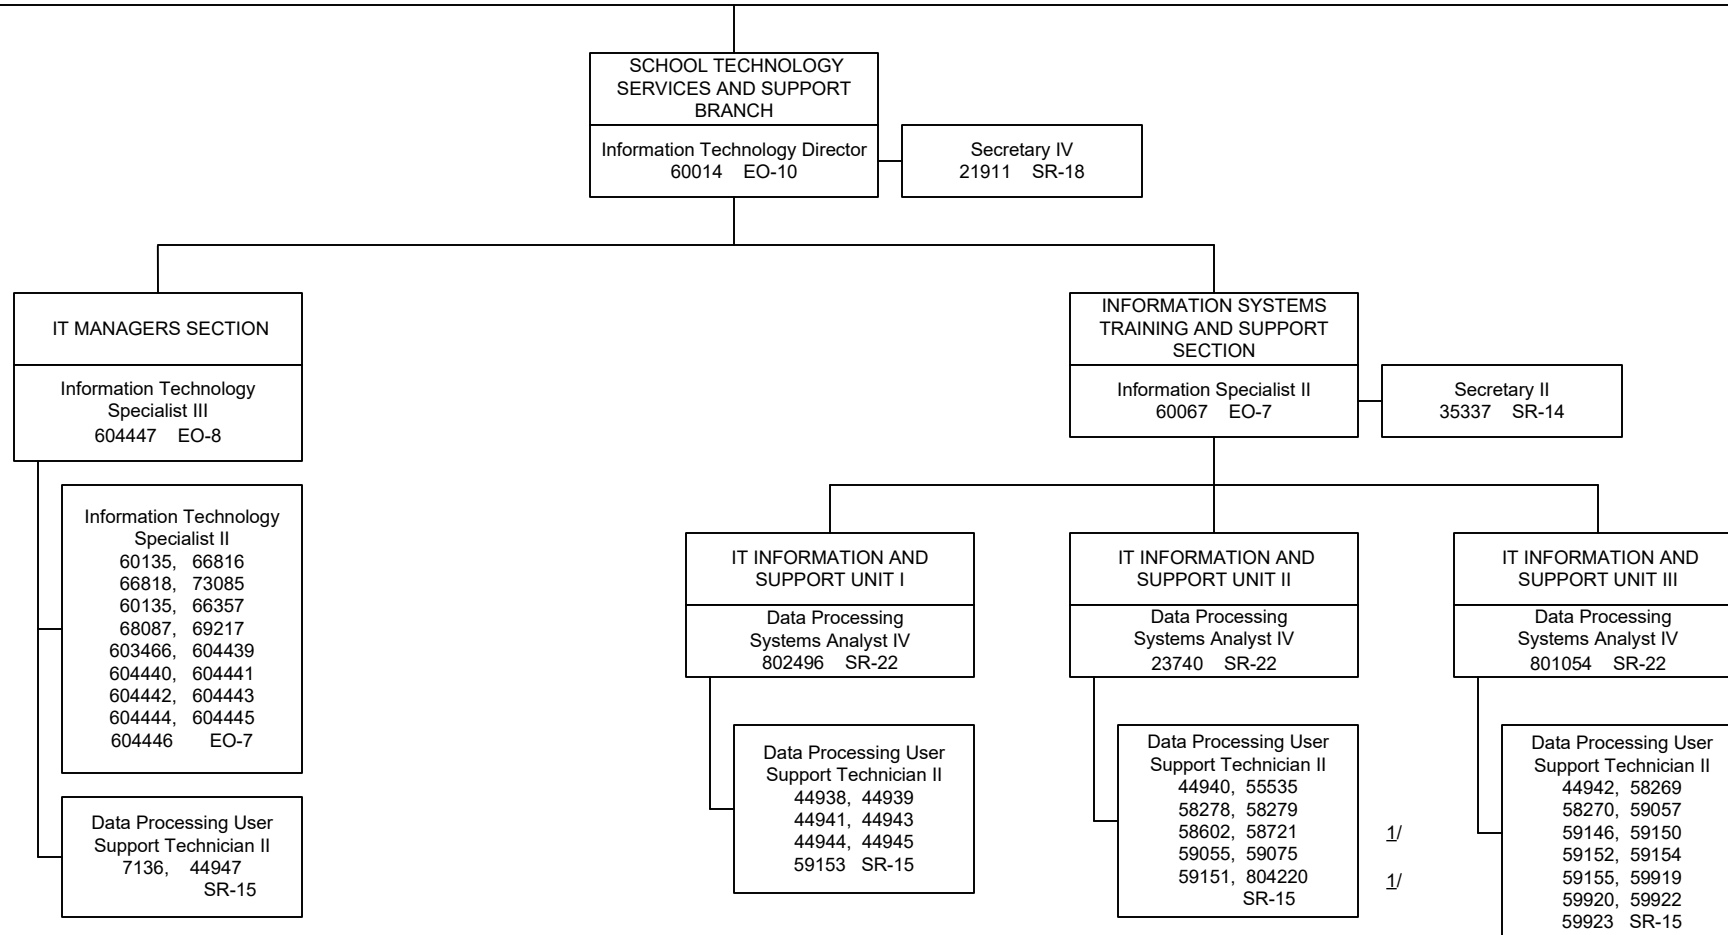 SCHOOL TECHNOLOGY
SERVICES AND SUPPORT
BRANCH
Information Technology Director
60014 EO-10
Secretary IV
21911 SR-18
IT MANAGERS SECTION
Information Technology
Specialist III
604447 EO-8
Information Technology
Specialist II
60135, 66816
66818, 73085
60135, 66357
68087, 69217
603466, 604439
604440, 604441
604442, 604443
604444, 604445
604446 EO-7
Data Processing User
Support Technician II
7136, 44947
SR-15
INFORMATION SYSTEMS
TRAINING AND SUPPORT
SECTION
Information Specialist II
60067 EO-7
Secretary II
35337 SR-14
IT INFORMATION AND
SUPPORT UNIT I
Data Processing
Systems Analyst IV
802496 SR-22
Data Processing User
Support Technician II
44938, 44939
44941, 44943
44944, 44945
59153 SR-15
IT INFORMATION AND
SUPPORT UNIT II
Data Processing
Systems Analyst IV
23740 SR-22
Data Processing User
Support Technician II
44940, 55535
58278, 58279
58602, 58721
59055, 59075
59151, 804220
SR-15
1/
1/
IT INFORMATION AND
SUPPORT UNIT III
Data Processing
Systems Analyst IV
801054 SR-22
Data Processing User
Support Technician II
44942, 58269
58270, 59057
59146, 59150
59152, 59154
59155, 59919
59920, 59922
59923 SR-15